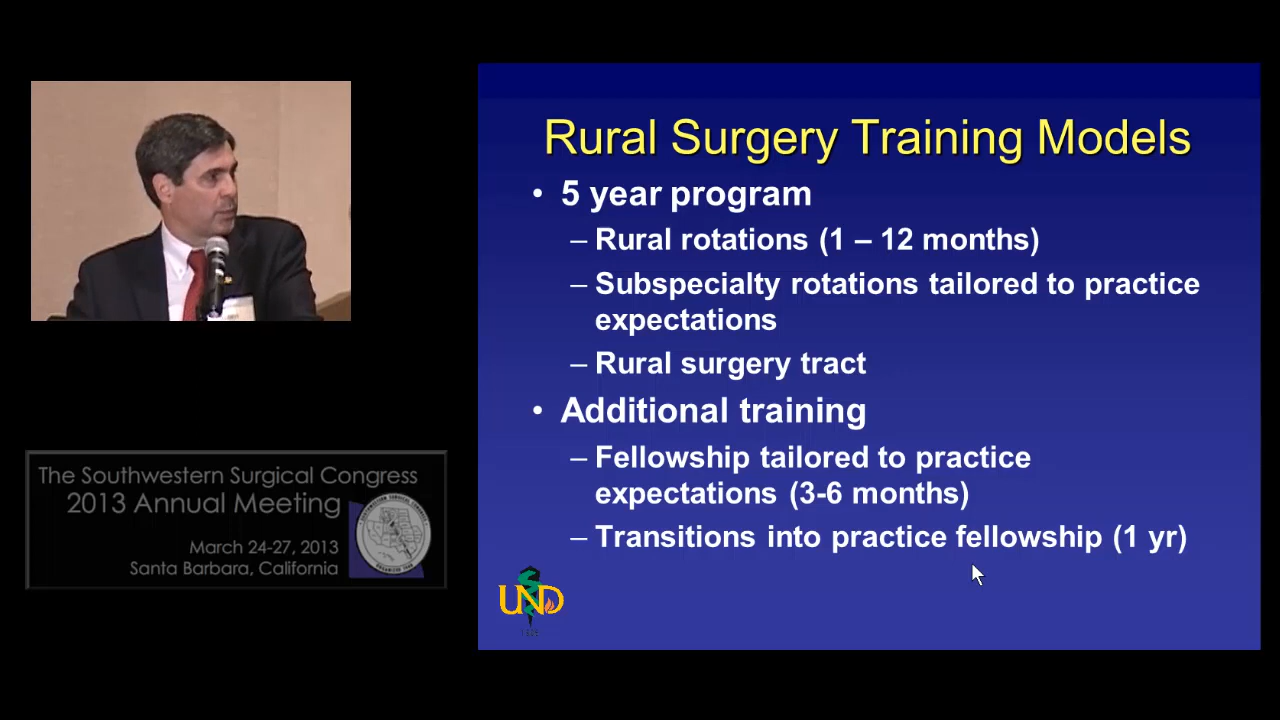 Rural Surgery Training Models
• 5 year program
– Rural rotations (1 – 12 months)
– Subspecialty rotations tailored to practice
expectations
– Rural surgery tract
• Additional training
– Fellowship tailored to practice
expectations (3-6 months)
– Transitions into practice fellowship (1 yr)
UND
The Southwestern Surgical Congress
2013 Annual Meeting
March 24-27, 2013
Santa Barbara, California